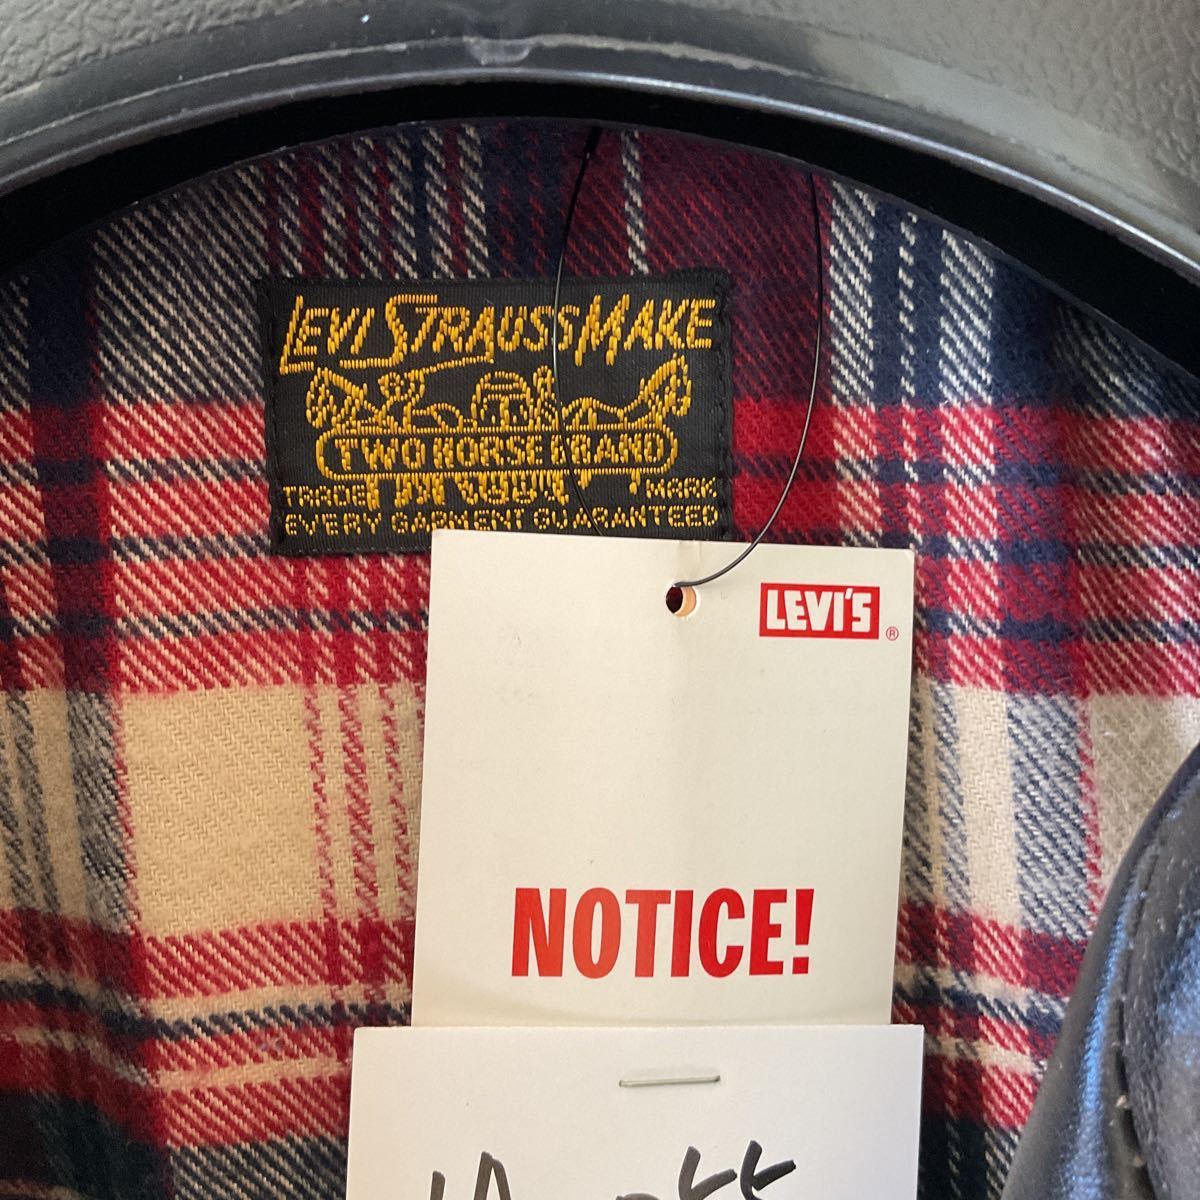 LEVI STRAUSS MAKE
TWO HORSE BRAND
TRADE MARK
EVERY GARMENT GUARANTEED
LEVI'S ®
NOTICE!